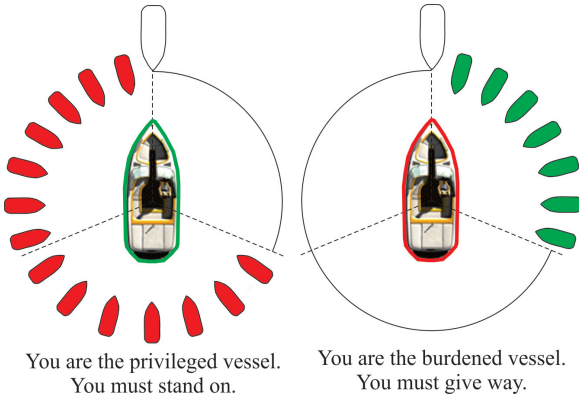 You are the privileged vessel.
You must stand on.
You are the burdened vessel.
You must give way.